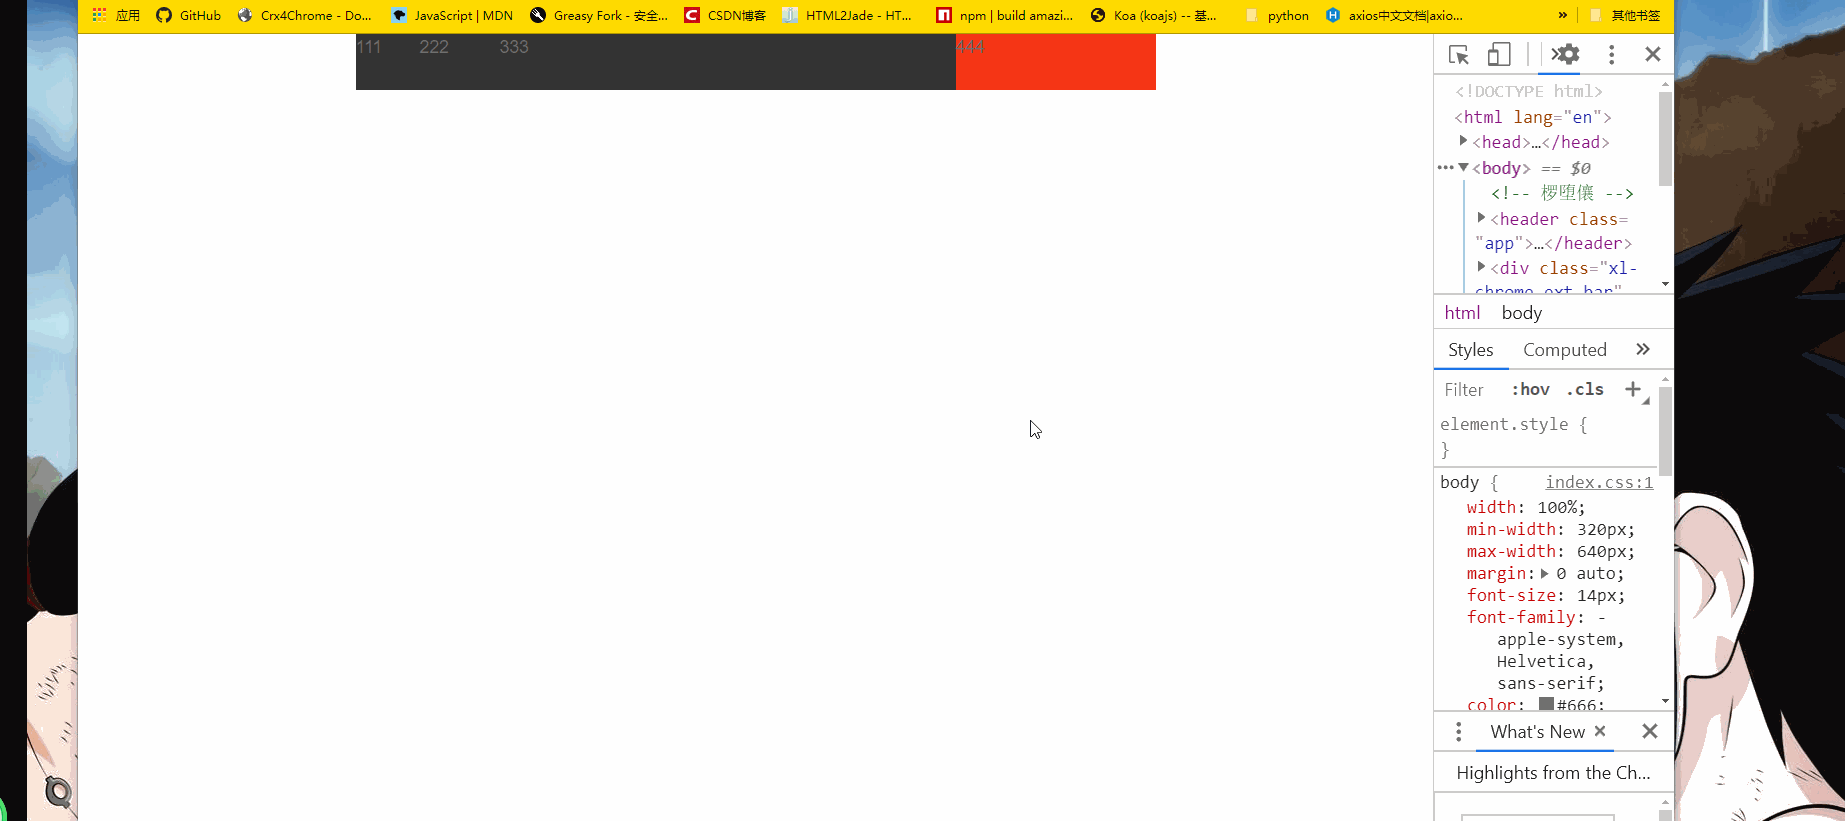 应用 GitHub Crx4Chrome - Do... JavaScript | MDN Greasy Fork - 安全... CSDN博客 HTML2Jade - HT... npm | build amazi... Koa (koajs) -- 基... python axios中文文档|axio... » 其他书签
111 222 333 444
<!DOCTYPE html>
<html lang="en">
<head>…</head>
<body> == $0
<!-- 椤堕儴 -->
<header class=
"app">…</header>
<div class="xl-
chrome-ext-bar"
html body
Styles Computed »
Filter :hov .cls +
element.style {
}
body { index.css:1
width: 100%;
min-width: 320px;
max-width: 640px;
margin: 0 auto;
font-size: 14px;
font-family: -
apple-system,
Helvetica,
sans-serif;
color: #666;
What's New
Highlights from the Ch...